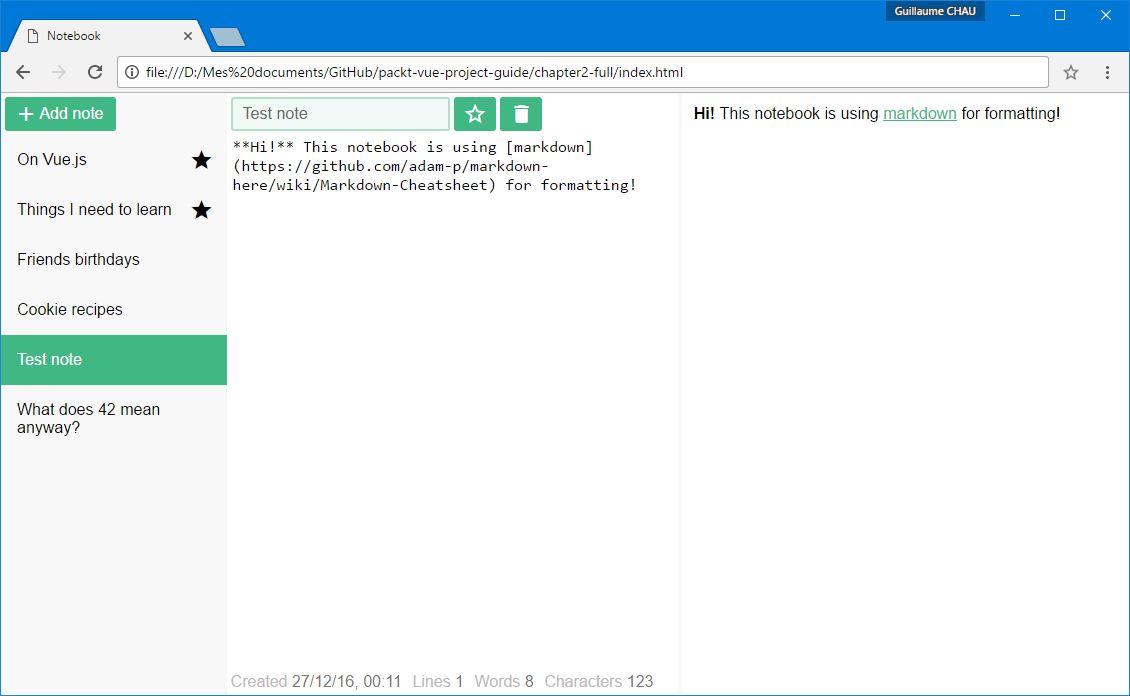 Guillaume CHAU
Notebook
file:///D:/Mes%20documents/GitHub/packt-vue-project-guide/chapter2-full/index.html
Add note
On Vue.js
Things I need to learn
Friends birthdays
Cookie recipes
Test note
What does 42 mean
anyway?
Test note
**Hi!** This notebook is using [markdown]
(https://github.com/adam-p/markdown-
here/wiki/Markdown-Cheatsheet) for formatting!
Created 27/12/16, 00:11 Lines 1 Words 8 Characters 123
Hi! This notebook is using markdown for formatting!